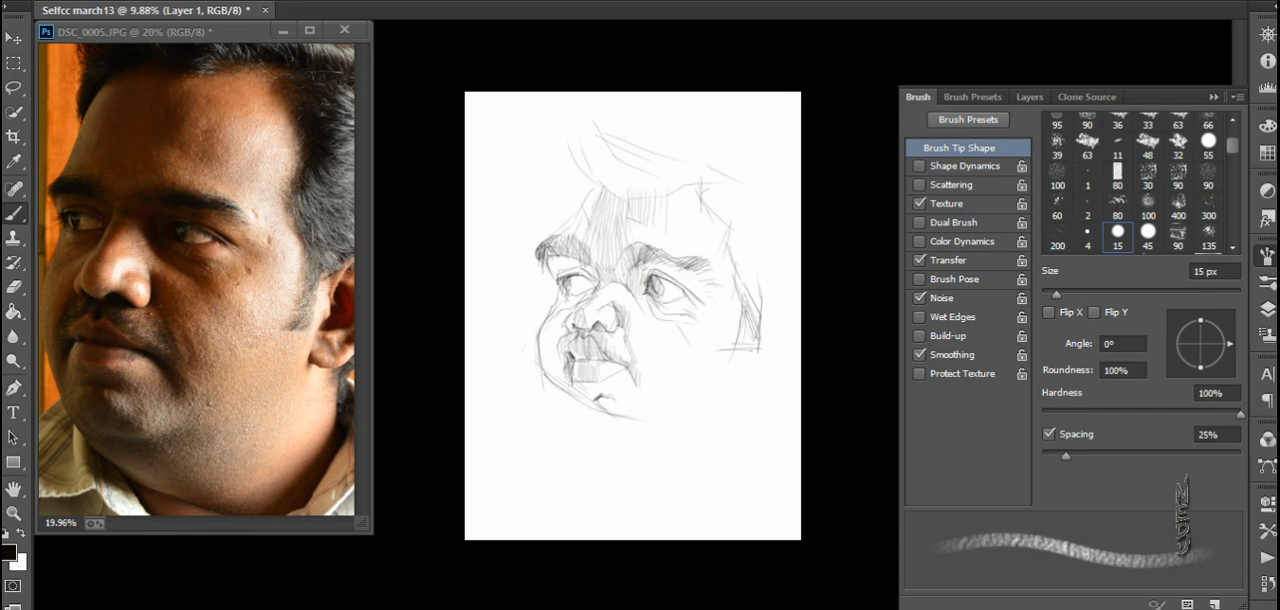 Selfcc march13 @ 9.88% (Layer 1, RGB/8) * ×
Ps DSC_0005.JPG @ 20% (RGB/8) *
19.96%
Brush Brush Presets Layers Clone Source
Brush Presets
Brush Tip Shape
Shape Dynamics
Scattering
Texture
Dual Brush
Color Dynamics
Transfer
Brush Pose
Noise
Wet Edges
Build-up
Smoothing
Protect Texture
95 90 36 33 63 66
39 63 11 48 32 55
100 1 80 30 90 90
60 2 80 100 400 300
200 4 15 45 90 135
Size 15 px
Flip X Flip Y
Angle: 0°
Roundness: 100%
Hardness 100%
Spacing 25%